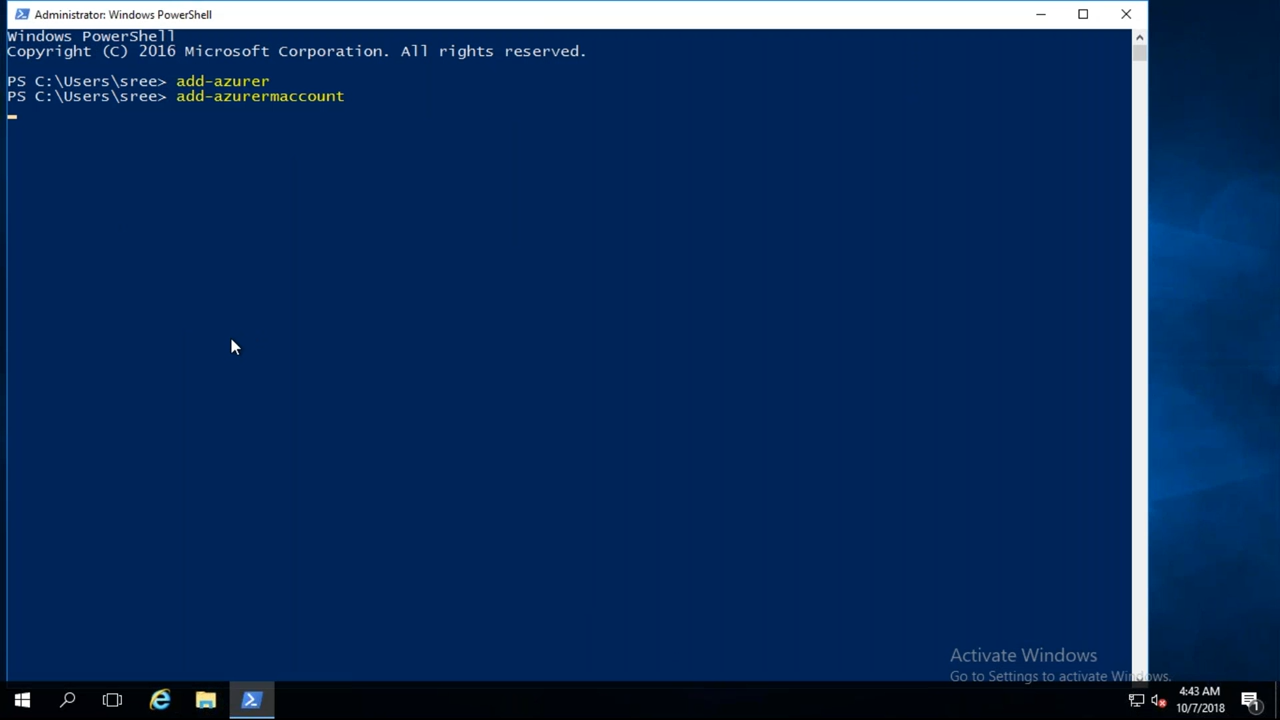 Administrator: Windows PowerShell
Windows PowerShell
Copyright (C) 2016 Microsoft Corporation. All rights reserved.
PS C:\Users\sree> add-azurer
PS C:\Users\sree> add-azurermaccount
Activate Windows
Go to Settings to activate Windows.
4:43 AM
10/7/2018
1